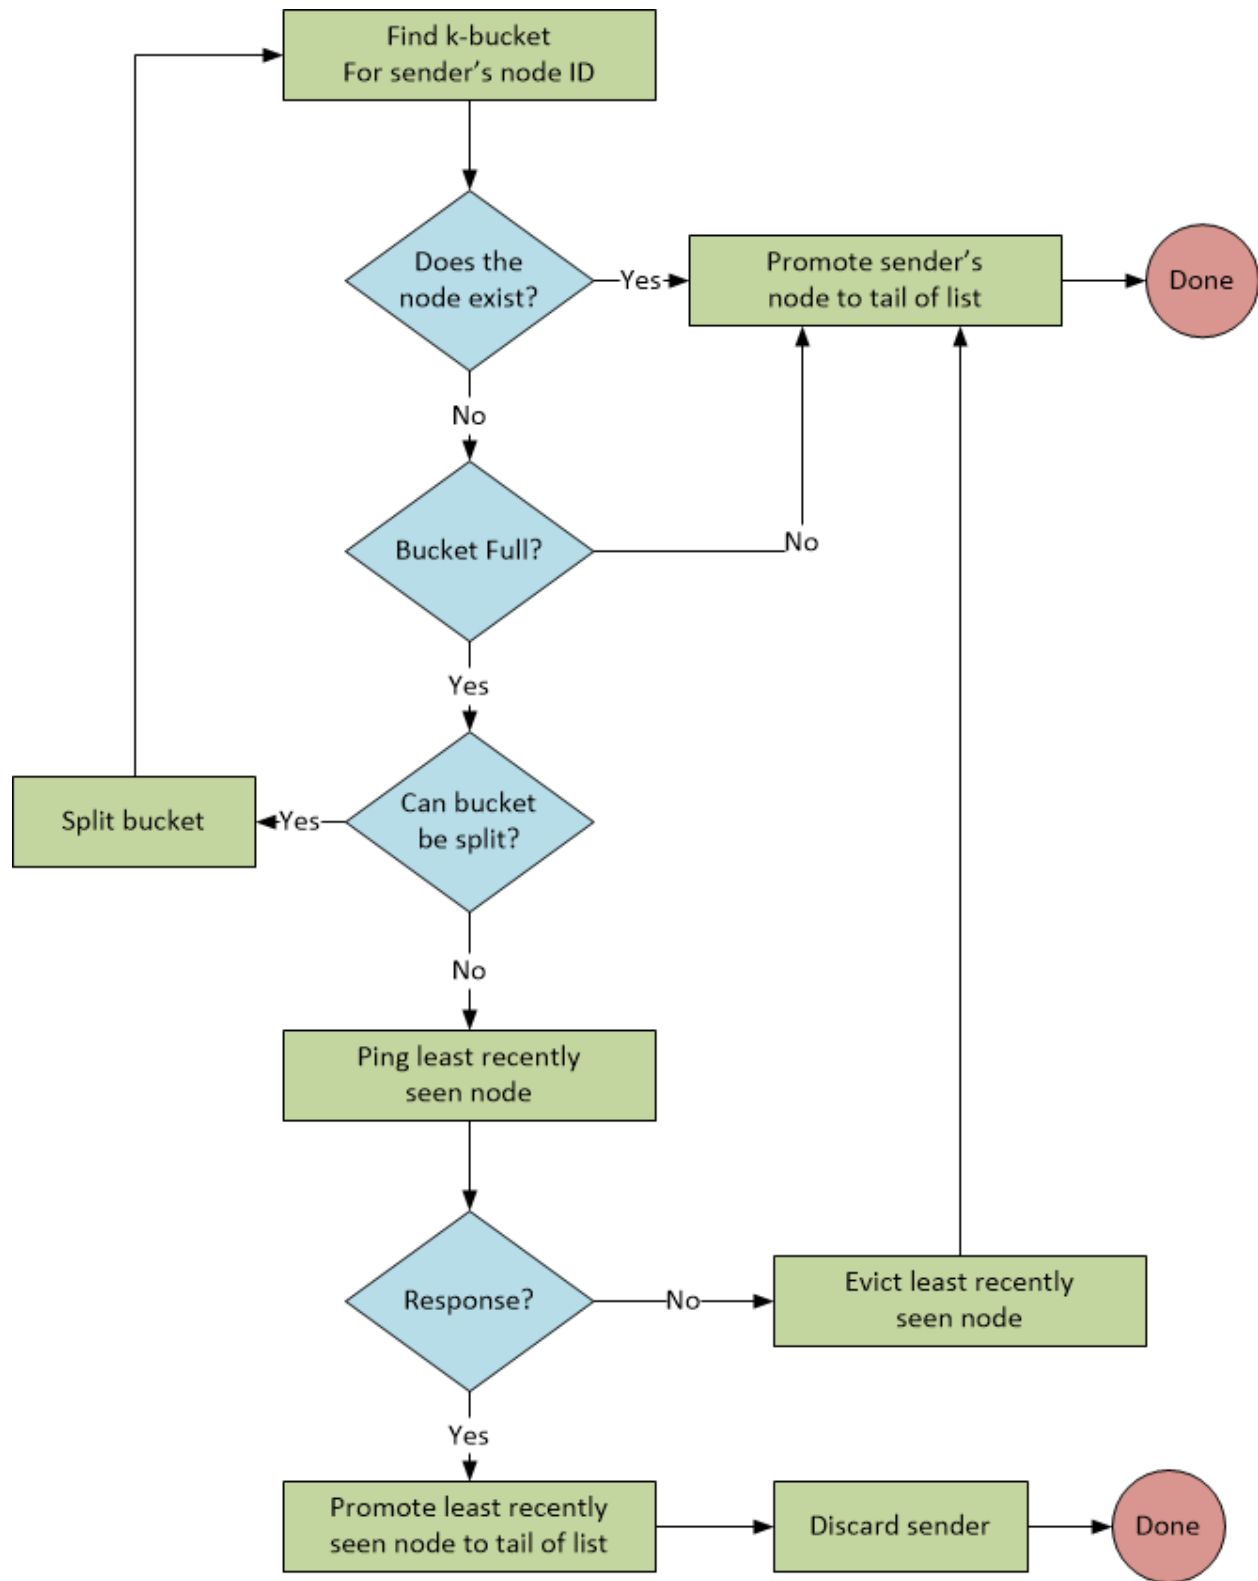 Find k-bucket
For sender's node ID
Does the
node exist?
Yes
Promote sender's
node to tail of list
Done
No
Bucket Full?
No
Yes
Can bucket
be split?
Yes
Split bucket
No
Ping least recently
seen node
Response?
No
Evict least recently
seen node
Yes
Promote least recently
seen node to tail of list
Discard sender
Done